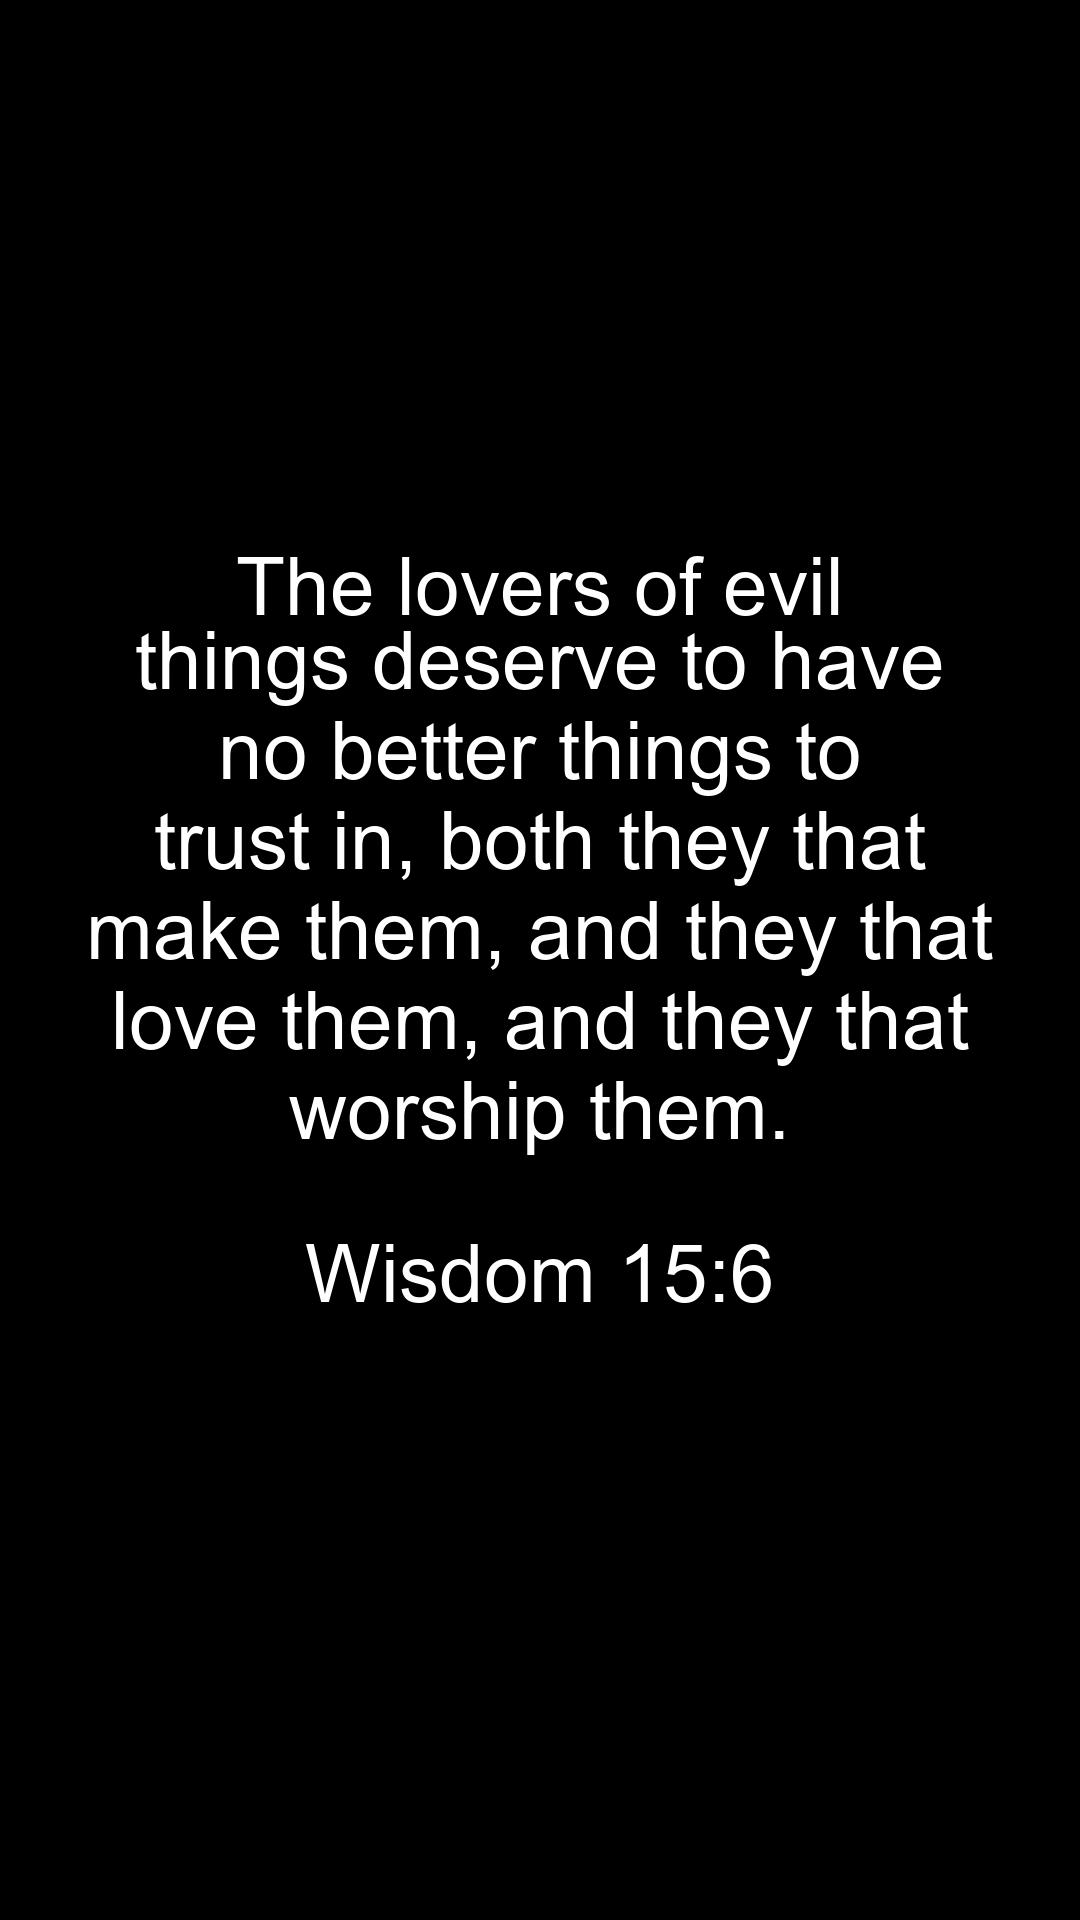 The lovers of evil
things deserve to have
no better things to
trust in, both they that
make them, and they that
love them, and they that
worship them.
Wisdom 15:6